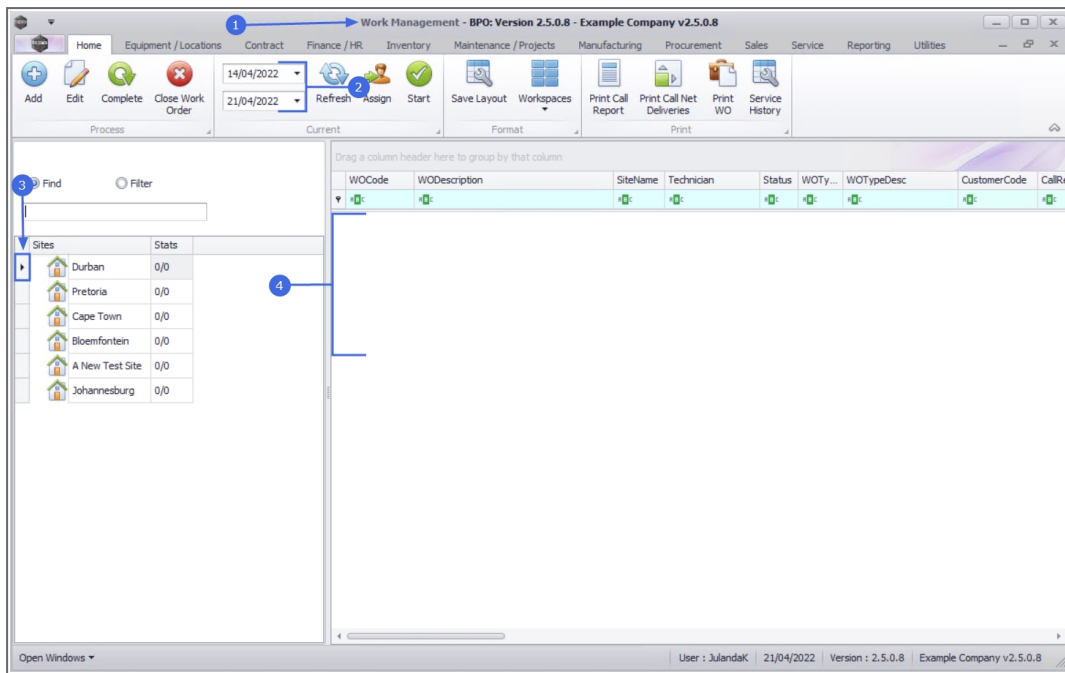 1
Work Management - BPO: Version 2.5.0.8 - Example Company v2.5.0.8
Home Equipment / Locations Contract Finance / HR Inventory Maintenance / Projects Manufacturing Procurement Sales Service Reporting Utilities
14/04/2022
2
21/04/2022
Add Edit Complete Close Work Order Refresh Assign Start Save Layout Workspaces Print Call Report Print Call Net Deliveries Print WO Service History
Process Current Format Print
Drag a column header here to group by that column
3 Find Filter
WOCode WODescription SiteName Technician Status WOTy... WOTypeDesc CustomerCode CallRe
Sites Stats
Durban 0/0
4
Pretoria 0/0
Cape Town 0/0
Bloemfontein 0/0
A New Test Site 0/0
Johannesburg 0/0
Open Windows User : JulandaK 21/04/2022 Version : 2.5.0.8 Example Company v2.5.0.8